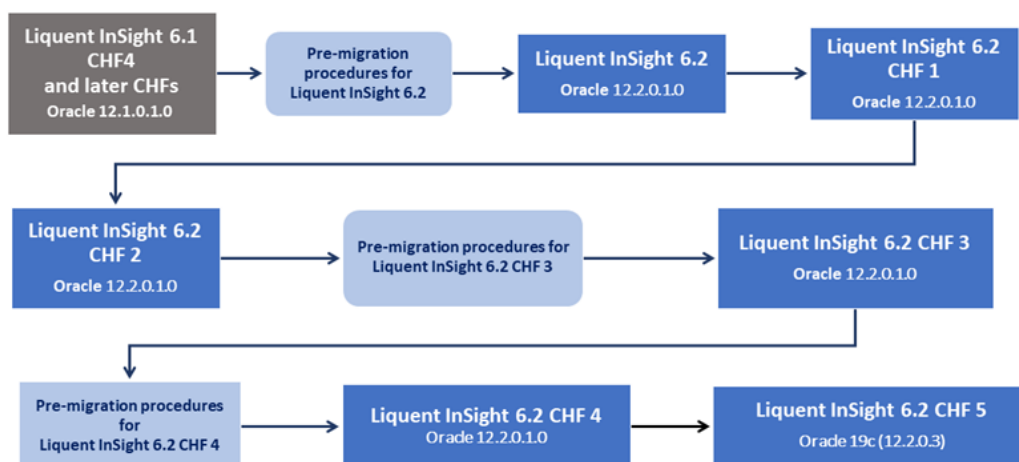 Liquent InSight 6.1
CHF4
and later CHFs
Oracle 12.1.0.1.0
Pre-migration
procedures for
Liquent InSight 6.2
Liquent InSight 6.2
Oracle 12.2.0.1.0
Liquent InSight 6.2
CHF 1
Oracle 12.2.0.1.0
Liquent InSight 6.2
CHF 2
Oracle 12.2.0.1.0
Pre-migration procedures for
Liquent InSight 6.2 CHF 3
Liquent InSight 6.2 CHF 3
Oracle 12.2.0.1.0
Pre-migration procedures
for
Liquent InSight 6.2 CHF 4
Liquent InSight 6.2 CHF 4
Oracle 12.2.0.1.0
Liquent InSight 6.2 CHF 5
Oracle 19c (12.2.0.3)